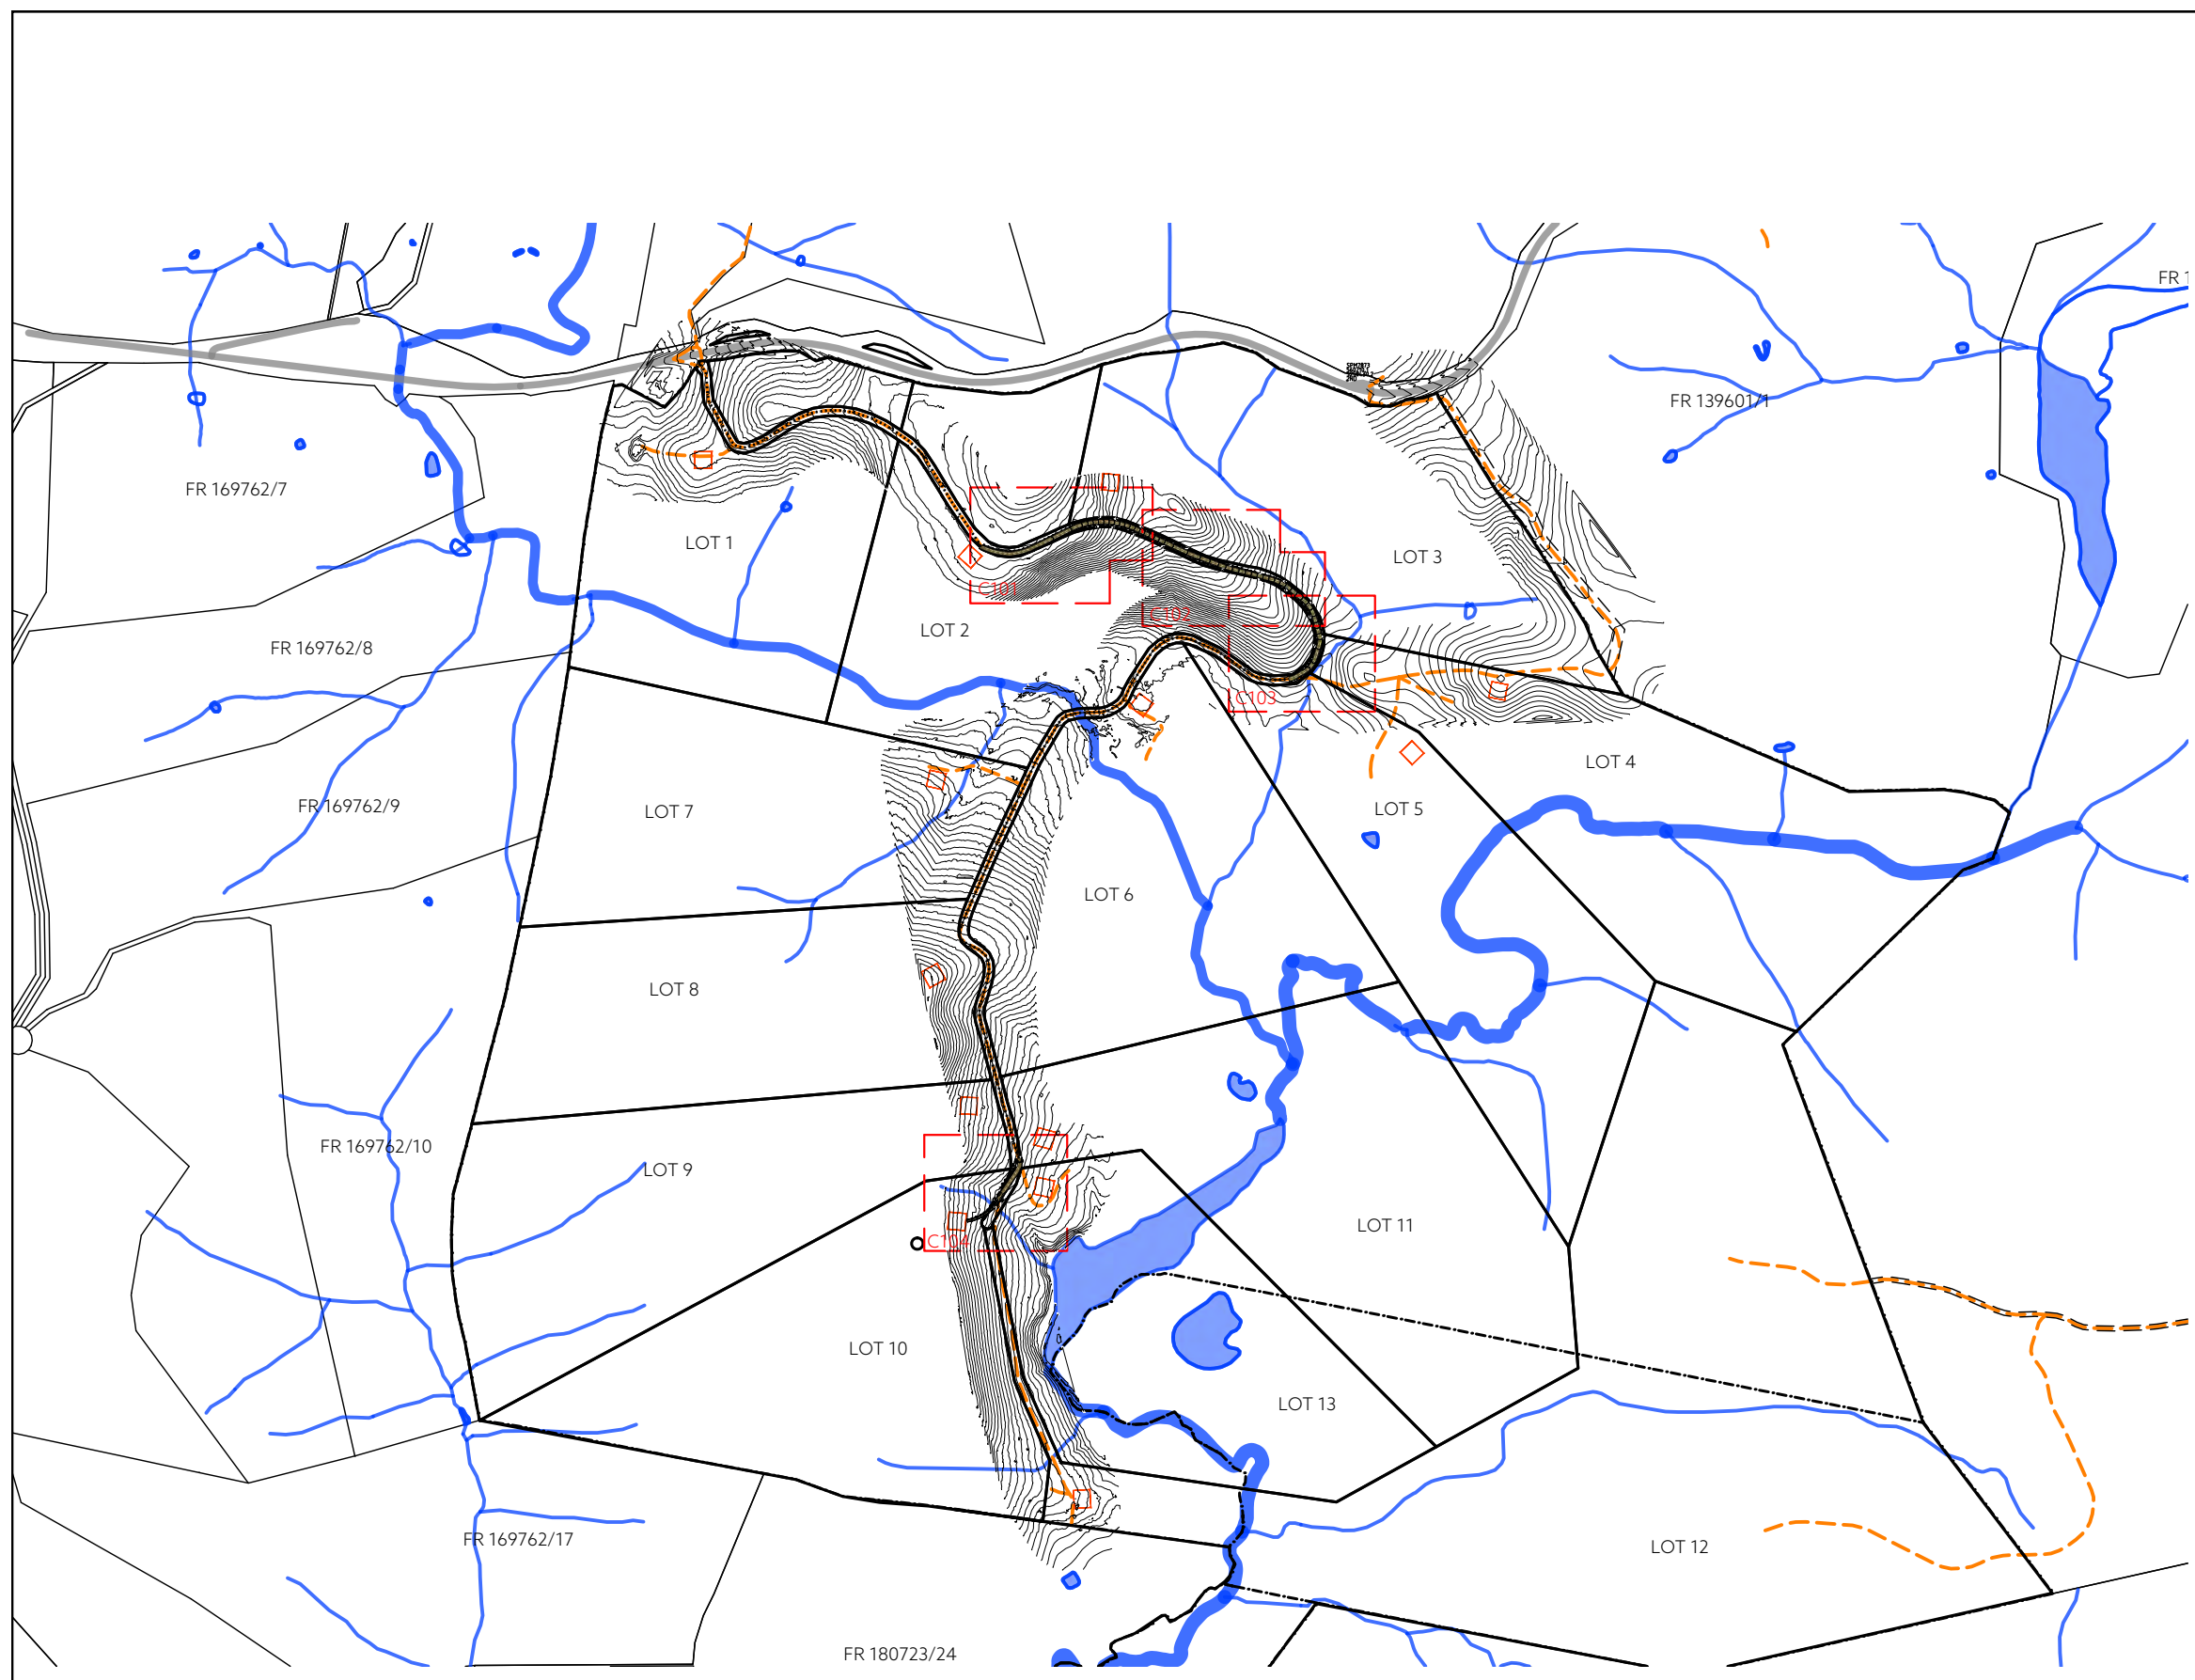 FR 1
FR 139601/1
FR 169762/7
LOT 1
LOT 3
C101
C102
LOT 2
FR 169762/8
C103
LOT 4
FR 169762/9
LOT 7
LOT 5
LOT 6
LOT 8
FR 169762/10
LOT 9
LOT 11
C104
LOT 10
LOT 13
FR 169762/17
LOT 12
FR 180723/24